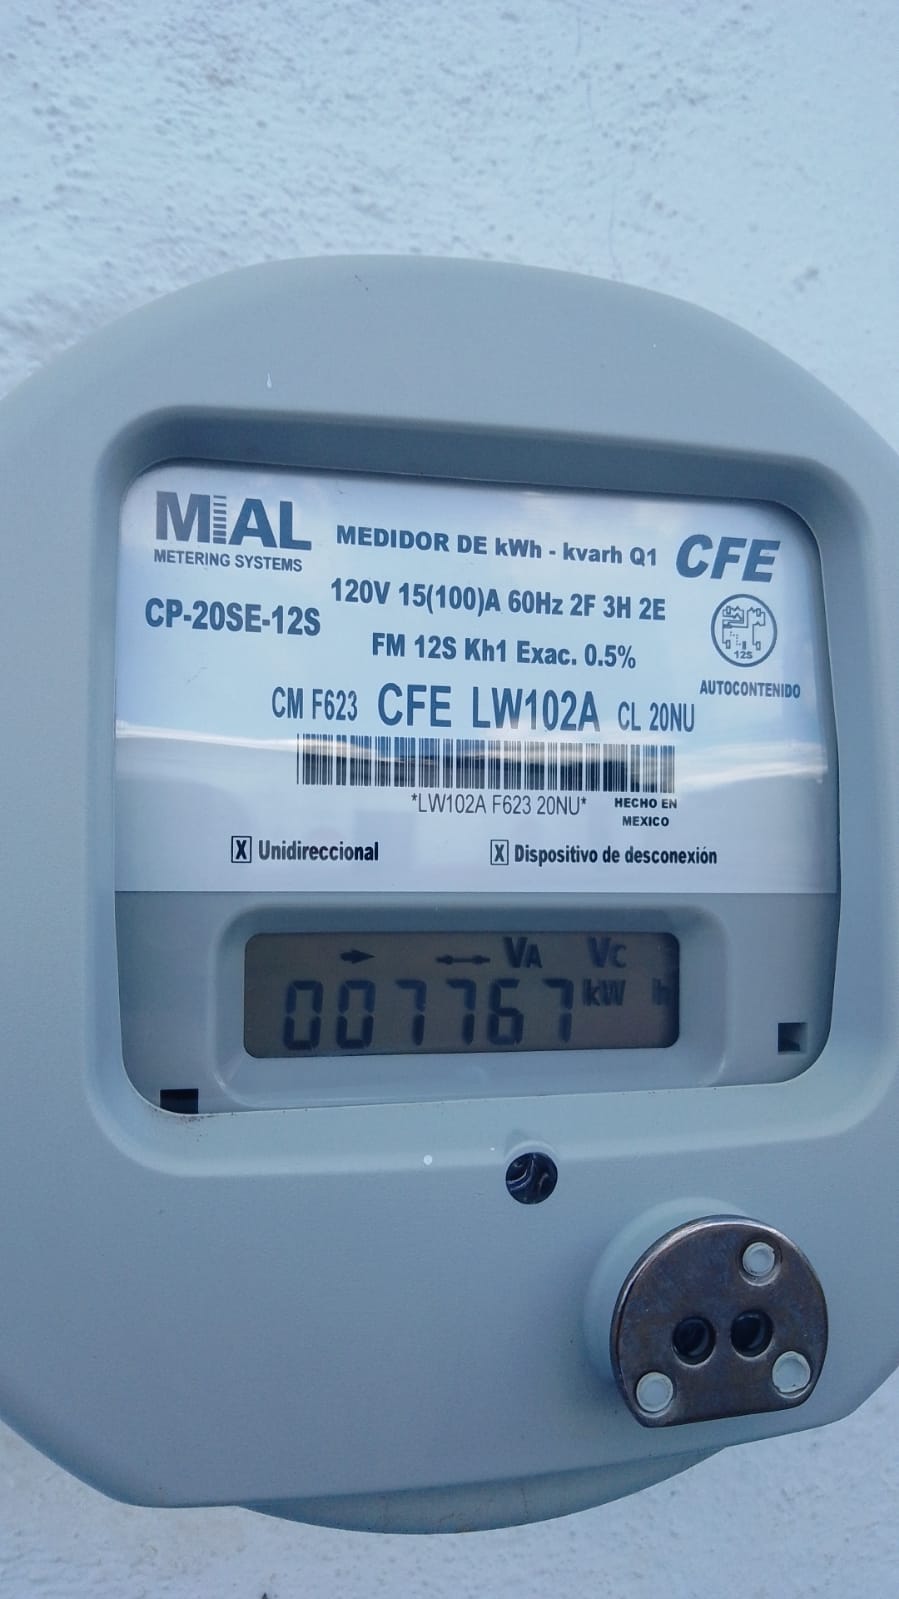 MIAL
METERING SYSTEMS
MEDIDOR DE kWh - kvarh Q1
CFE
120V 15(100)A 60Hz 2F 3H 2E
CP-20SE-12S
FM 12S Kh1 Exac. 0.5%
12S
AUTOCONTENIDO
CM F623 CFE LW102A CL 20NU
*LW102A F623 20NU*
HECHO EN
MEXICO
X Unidireccional
X Dispositivo de desconexión
VA VC
007767 kW h